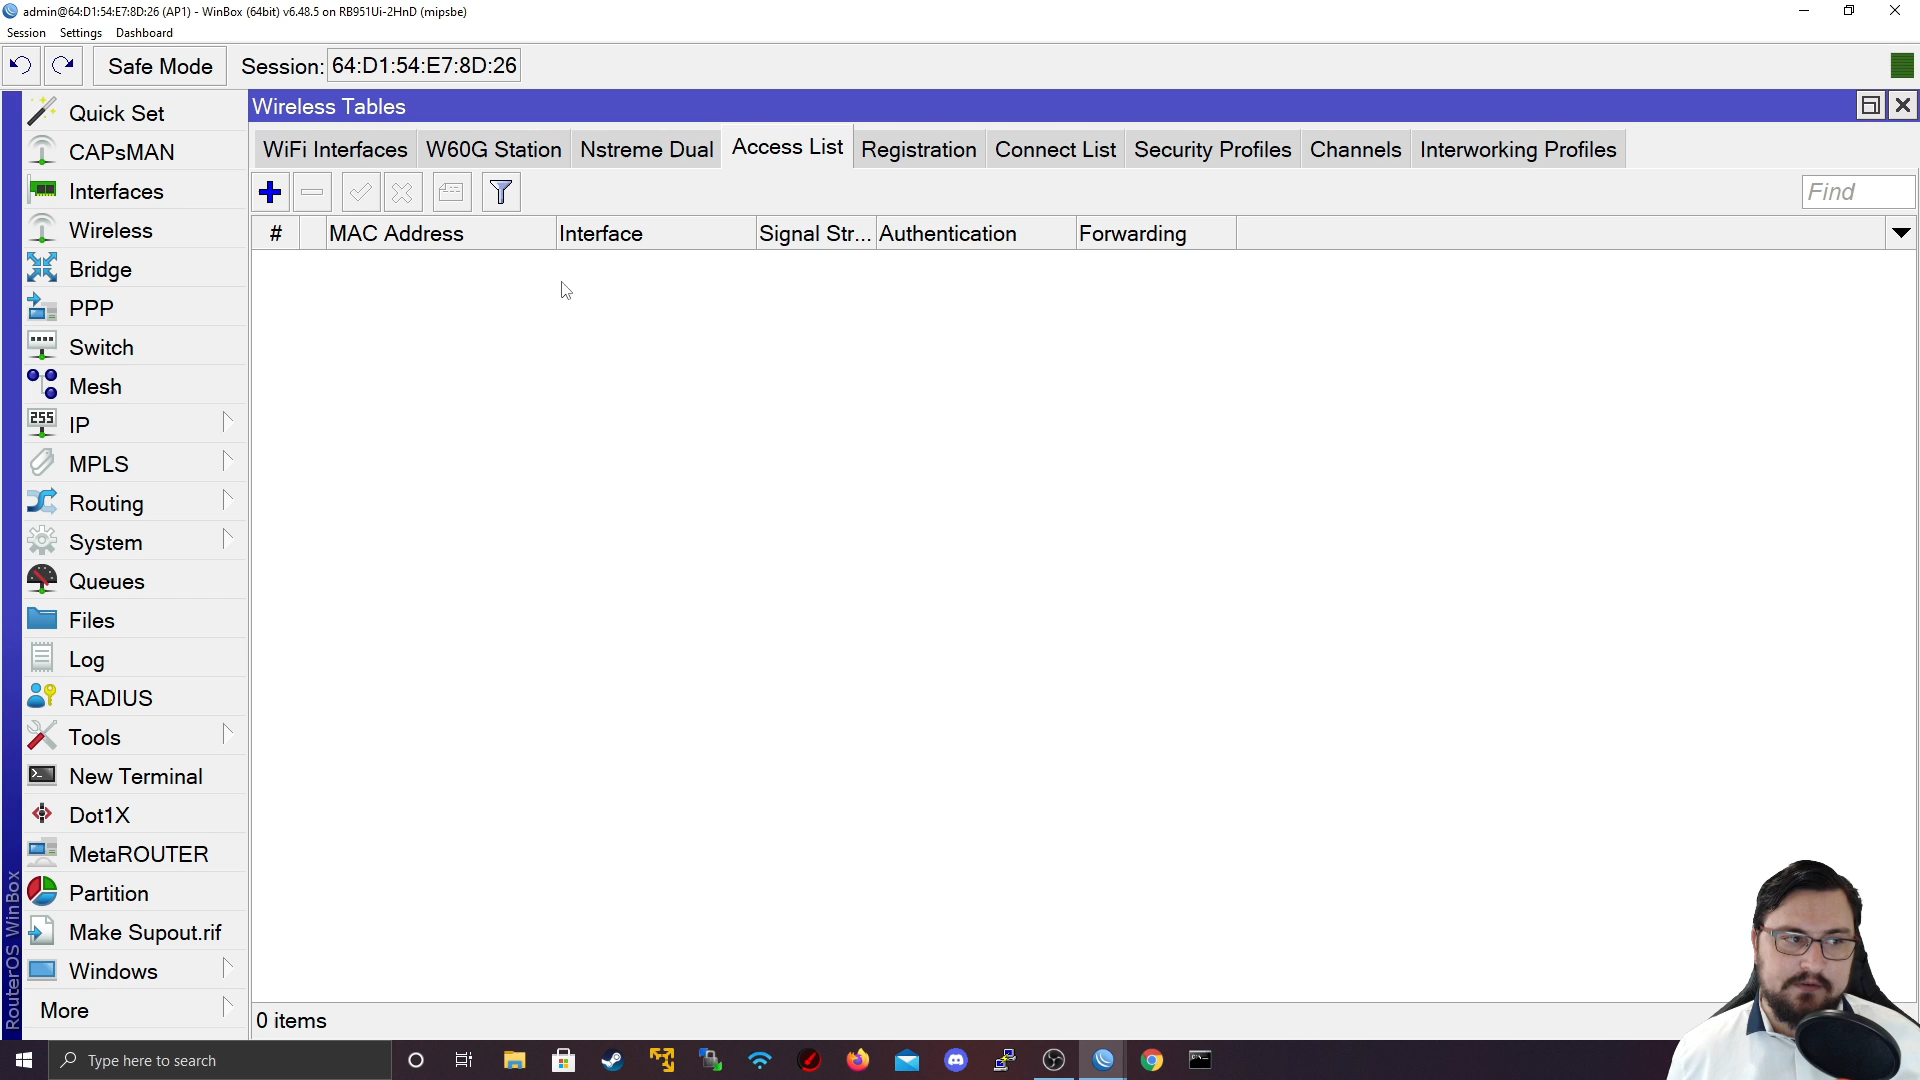 admin@64:D1:54:E7:8D:26 (AP1) - WinBox (64bit) v6.48.5 on RB951Ui-2HnD (mipsbe)
Session Settings Dashboard
Safe Mode Session: 64:D1:54:E7:8D:26
Wireless Tables
WiFi Interfaces W60G Station Nstreme Dual Access List Registration Connect List Security Profiles Channels Interworking Profiles
Find
# MAC Address Interface Signal Str... Authentication Forwarding
Quick Set
CAPsMAN
Interfaces
Wireless
Bridge
PPP
Switch
Mesh
255 IP
MPLS
Routing
System
Queues
Files
Log
RADIUS
Tools
New Terminal
Dot1X
MetaROUTER
Partition
Make Supout.rif
Windows
More
RouterOS WinBox
0 items
Type here to search